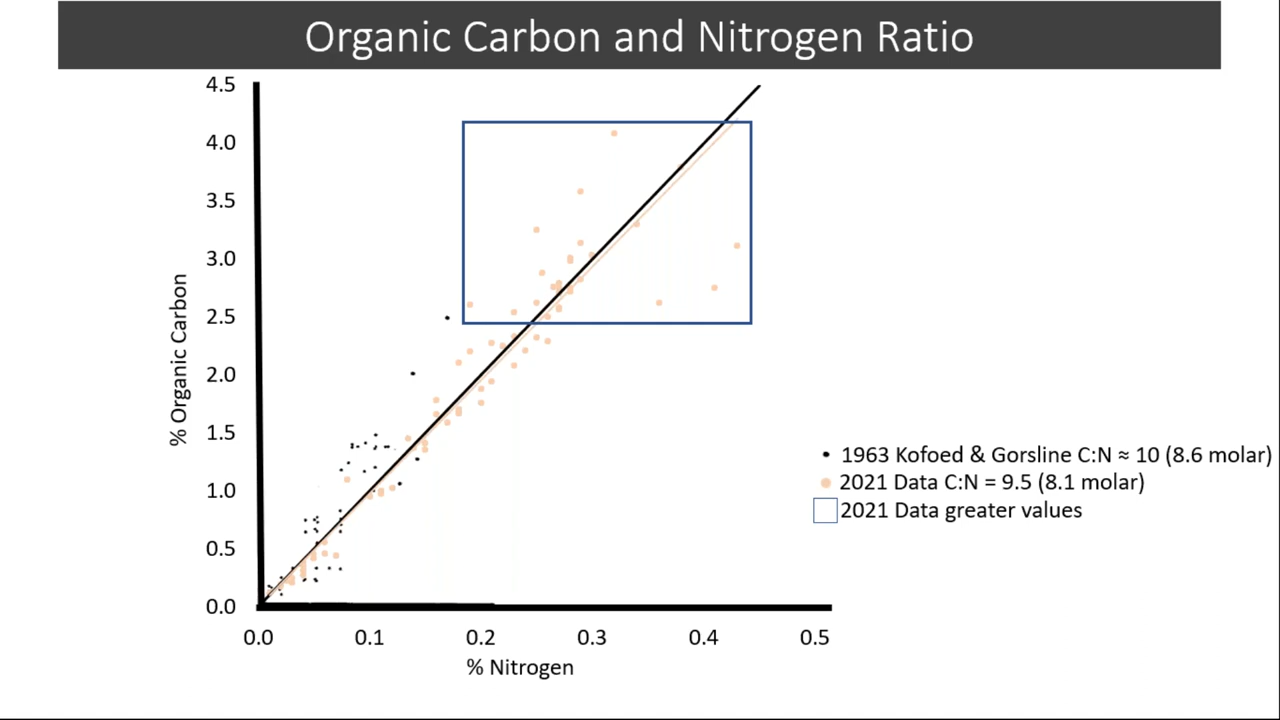 Organic Carbon and Nitrogen Ratio
4.5
4.0
3.5
3.0
2.5
2.0
1.5
1.0
0.5
0.0
% Organic Carbon
0.0 0.1 0.2 0.3 0.4 0.5
% Nitrogen
1963 Kofoed & Gorsline C:N ≈ 10 (8.6 molar)
2021 Data C:N = 9.5 (8.1 molar)
2021 Data greater values